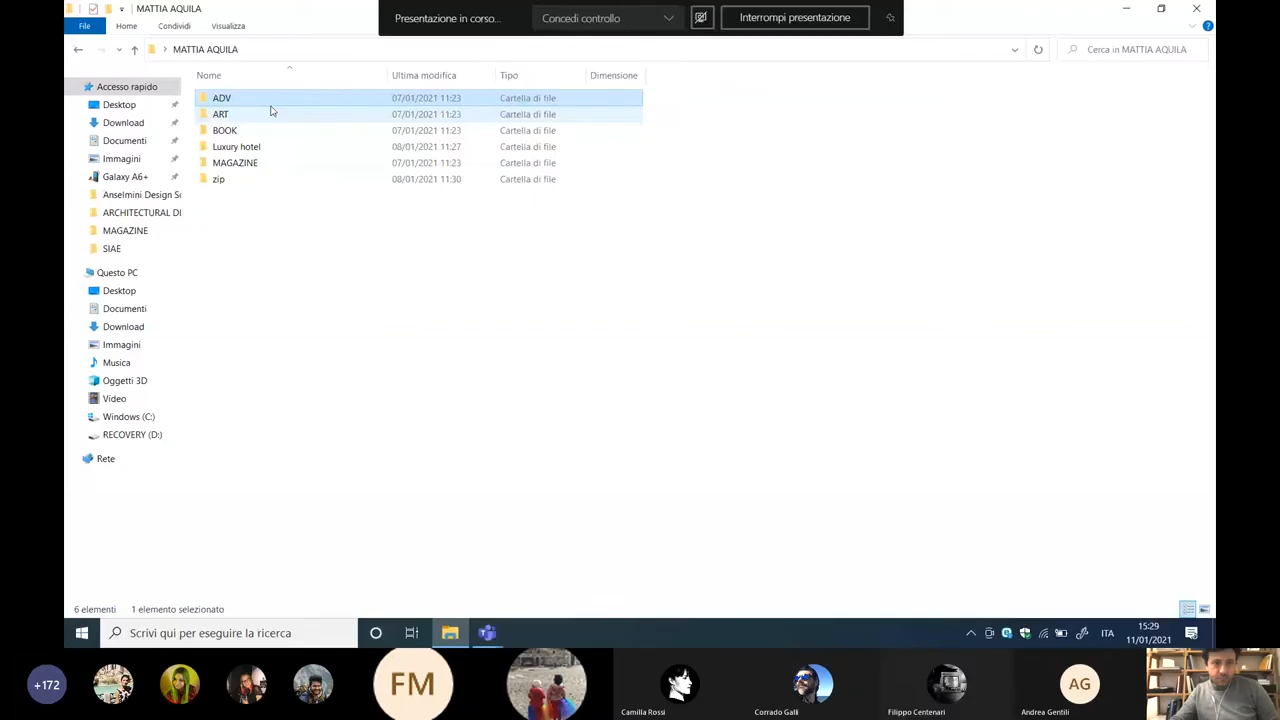 MATTIA AQUILA
Presentazione in corso...
Concedi controllo
Interrompi presentazione
File
Home
Condividi
Visualizza
MATTIA AQUILA
Cerca in MATTIA AQUILA
Nome
Ultima modifica
Tipo
Dimensione
Accesso rapido
Desktop
Download
Documenti
Immagini
Galaxy A6+
Anselmini Design Sc
ARCHITECTURAL DI
MAGAZINE
SIAE
Questo PC
Desktop
Documenti
Download
Immagini
Musica
Oggetti 3D
Video
Windows (C:)
RECOVERY (D:)
Rete
ADV 07/01/2021 11:23 Cartella di file
ART 07/01/2021 11:23 Cartella di file
BOOK 07/01/2021 11:23 Cartella di file
Luxury hotel 08/01/2021 11:27 Cartella di file
MAGAZINE 07/01/2021 11:23 Cartella di file
zip 08/01/2021 11:30 Cartella di file
6 elementi 1 elemento selezionato
Scrivi qui per eseguire la ricerca
ITA
15:29
11/01/2021
+172
FM
Camilla Rossi
Corrado Galli
Filippo Centenari
AG
Andrea Gentili